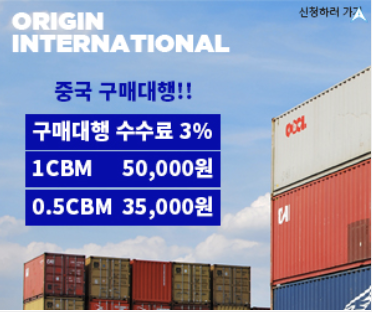 ORIGIN
INTERNATIONAL
신청하러 가기
중국 구매대행!!
구매대행 수수료 3%
1CBM 50,000원
0.5CBM 35,000원